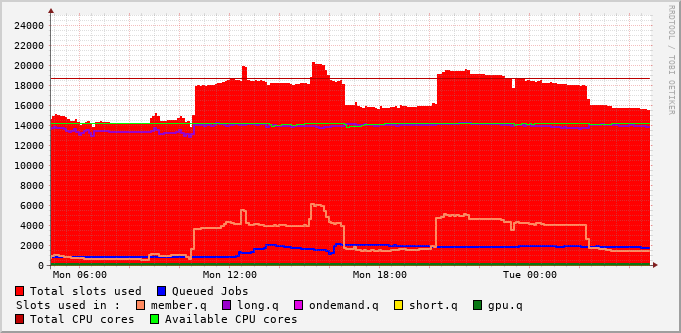 24000
22000
20000
18000
16000
14000
12000
10000
8000
6000
4000
2000
0
Mon 06:00 Mon 12:00 Mon 18:00 Tue 00:00
RRDTOOL / TOBI OETIKER
Total slots used Queued Jobs
Slots used in : member.q long.q ondemand.q short.q gpu.q
Total CPU cores Available CPU cores